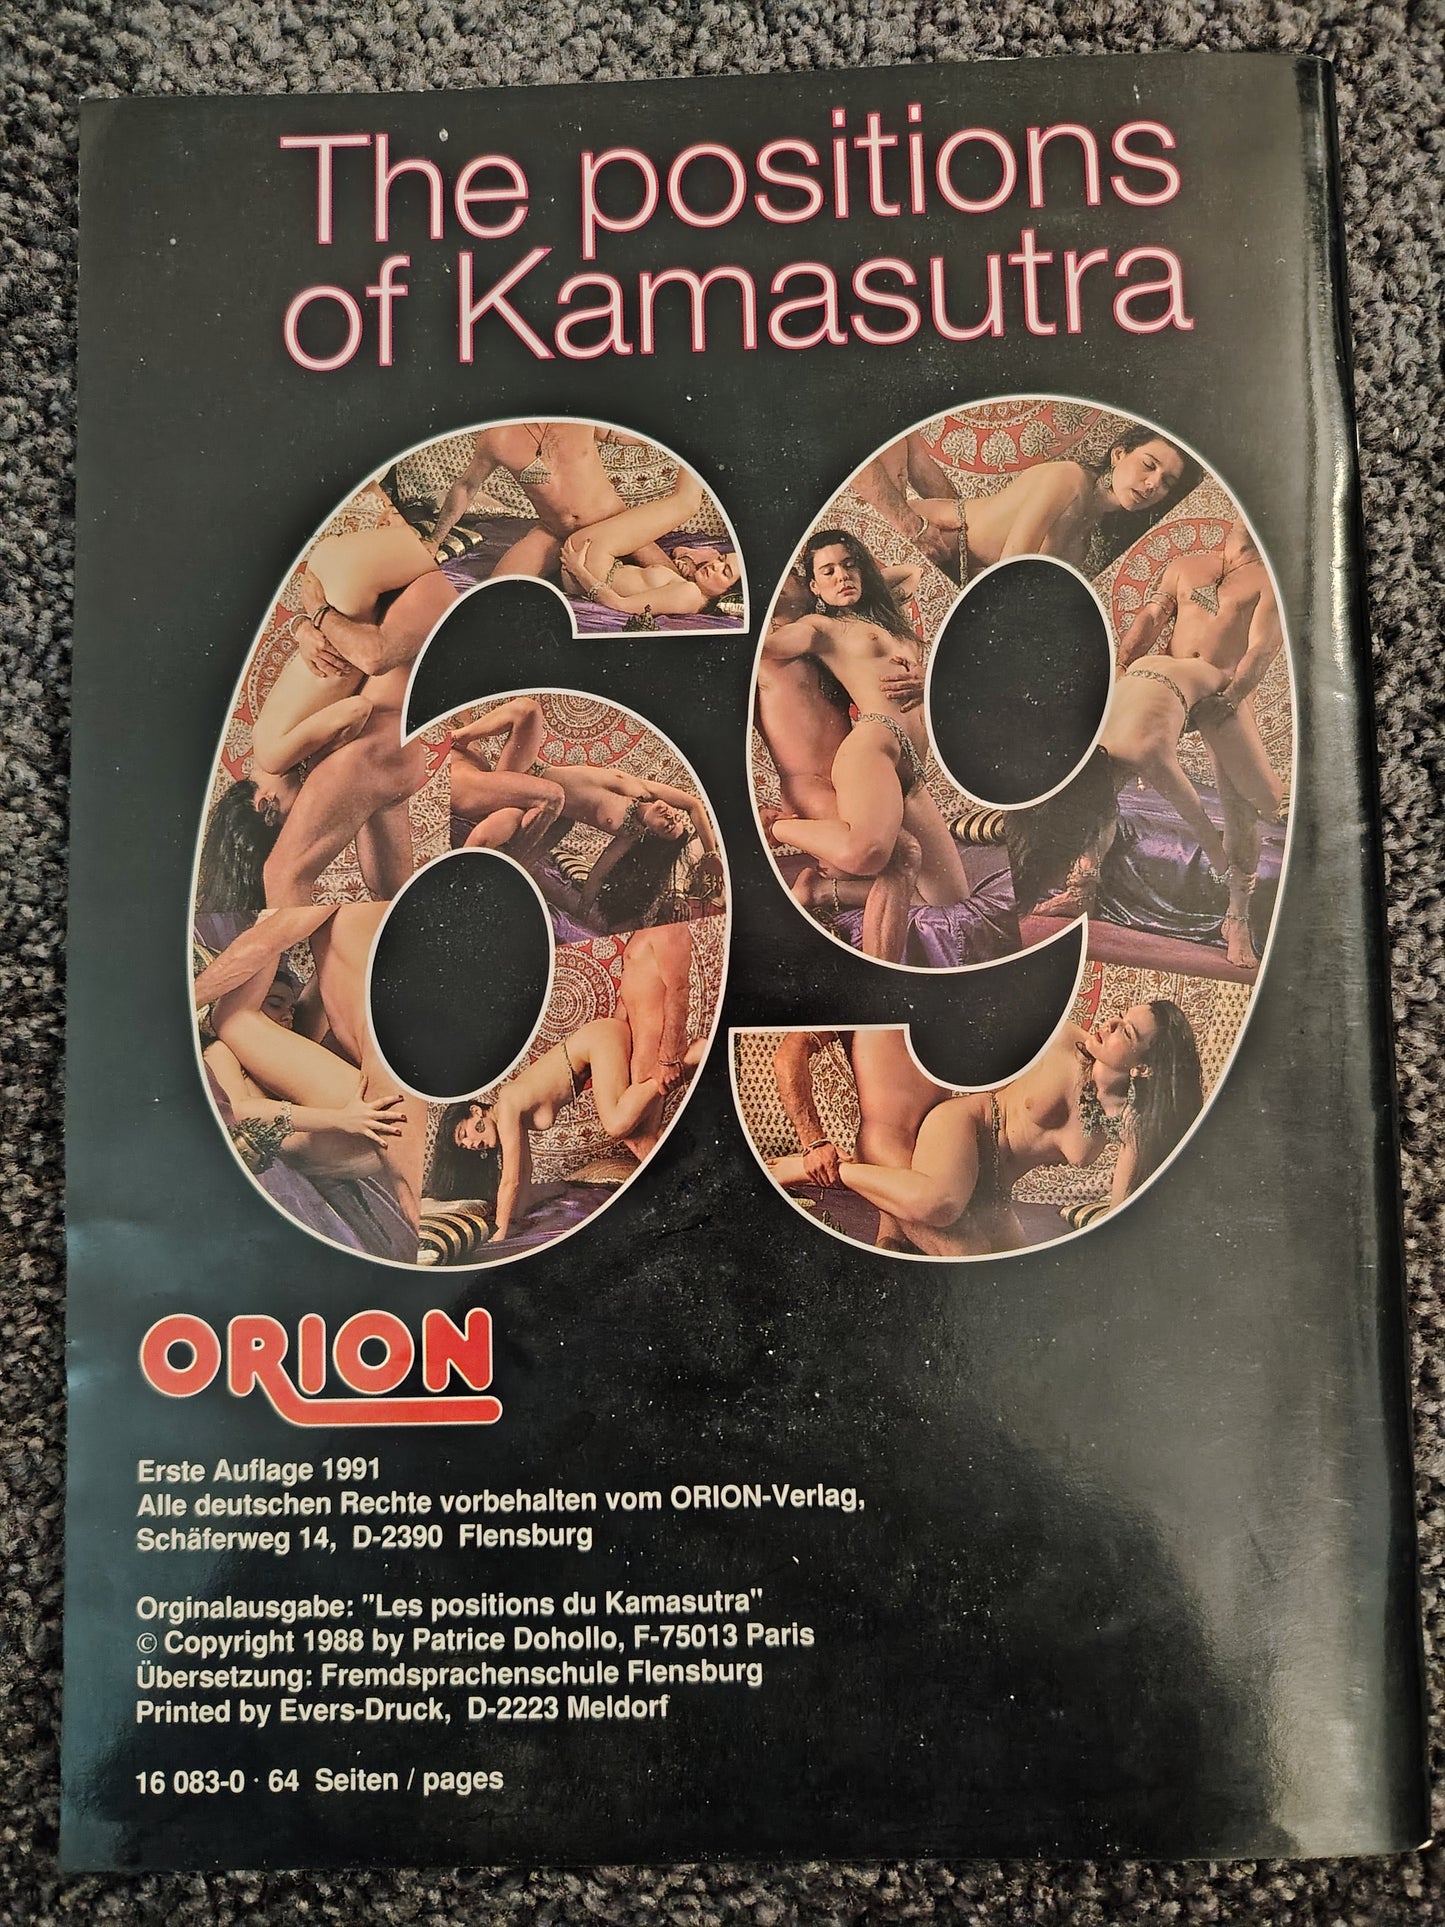 The positions
of Kamasutra
69
ORION
Erste Auflage 1991
Alle deutschen Rechte vorbehalten vom ORION-Verlag,
Schäferweg 14, D-2390 Flensburg
Orginalausgabe: "Les positions du Kamasutra"
© Copyright 1988 by Patrice Dohollo, F-75013 Paris
Übersetzung: Fremdsprachenschule Flensburg
Printed by Evers-Druck, D-2223 Meldorf
16 083-0 · 64 Seiten / pages